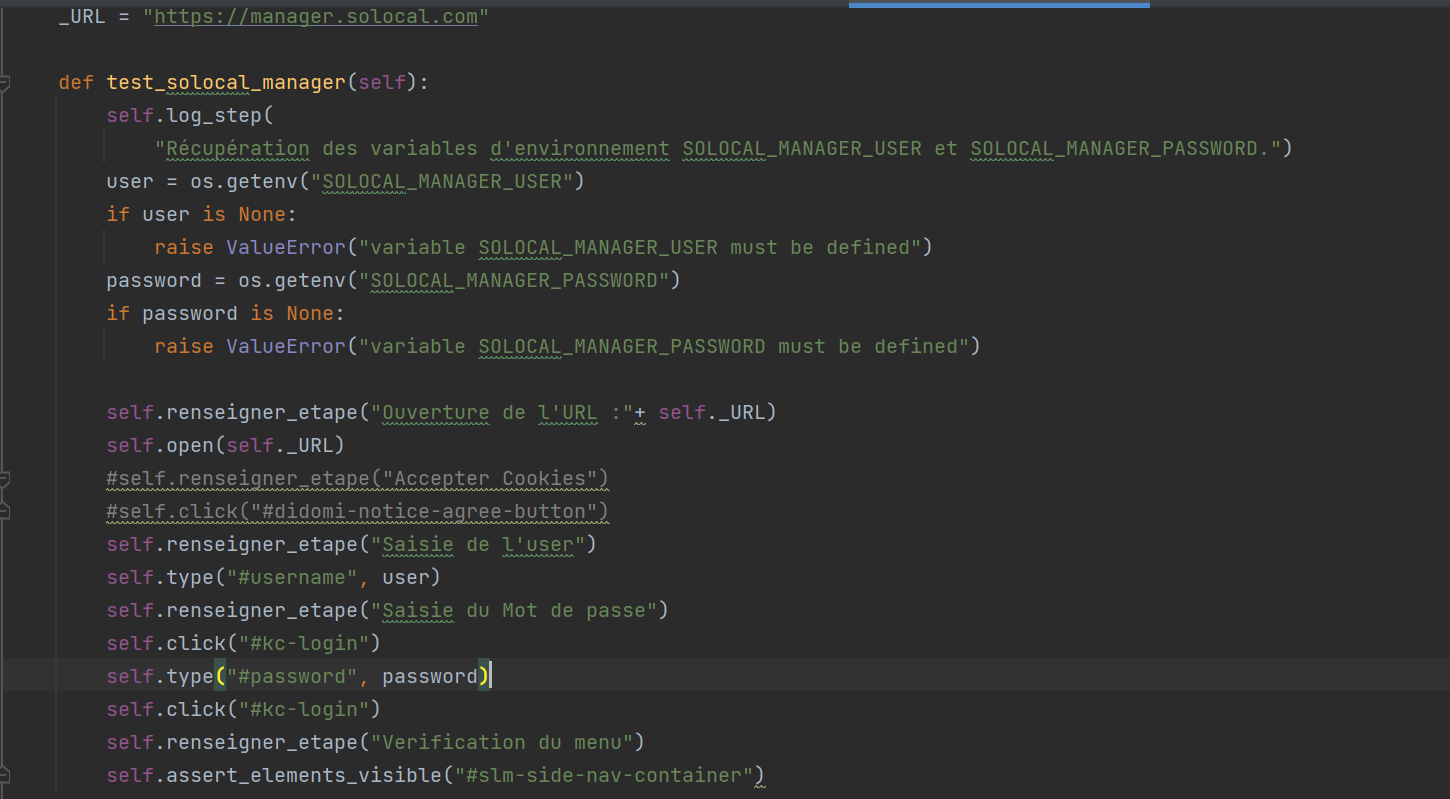 _URL = "https://manager.solocal.com"
def test_solocal_manager(self):
self.log_step(
"Récupération des variables d'environnement SOLOCAL_MANAGER_USER et SOLOCAL_MANAGER_PASSWORD.")
user = os.getenv("SOLOCAL_MANAGER_USER")
if user is None:
raise ValueError("variable SOLOCAL_MANAGER_USER must be defined")
password = os.getenv("SOLOCAL_MANAGER_PASSWORD")
if password is None:
raise ValueError("variable SOLOCAL_MANAGER_PASSWORD must be defined")
self.renseigner_etape("Ouverture de l'URL :"+ self._URL)
self.open(self._URL)
#self.renseigner_etape("Accepter Cookies")
#self.click("#didomi-notice-agree-button")
self.renseigner_etape("Saisie de l'user")
self.type("#username", user)
self.renseigner_etape("Saisie du Mot de passe")
self.click("#kc-login")
self.type("#password", password)
self.click("#kc-login")
self.renseigner_etape("Verification du menu")
self.assert_elements_visible("#slm-side-nav-container")